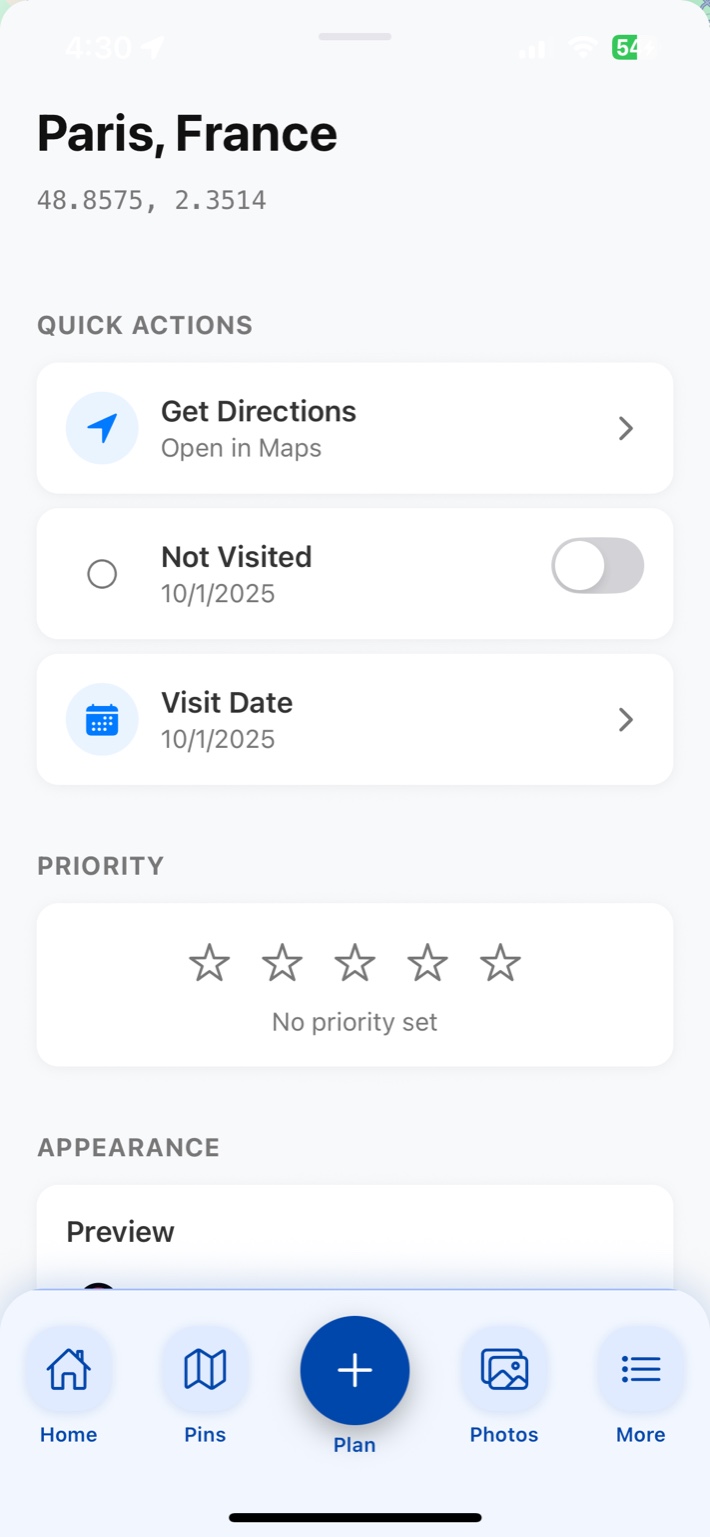 4:30
54
Paris, France
48.8575, 2.3514
QUICK ACTIONS
Get Directions
Open in Maps
Not Visited
10/1/2025
Visit Date
10/1/2025
PRIORITY
No priority set
APPEARANCE
Preview
Home
Pins
Plan
Photos
More